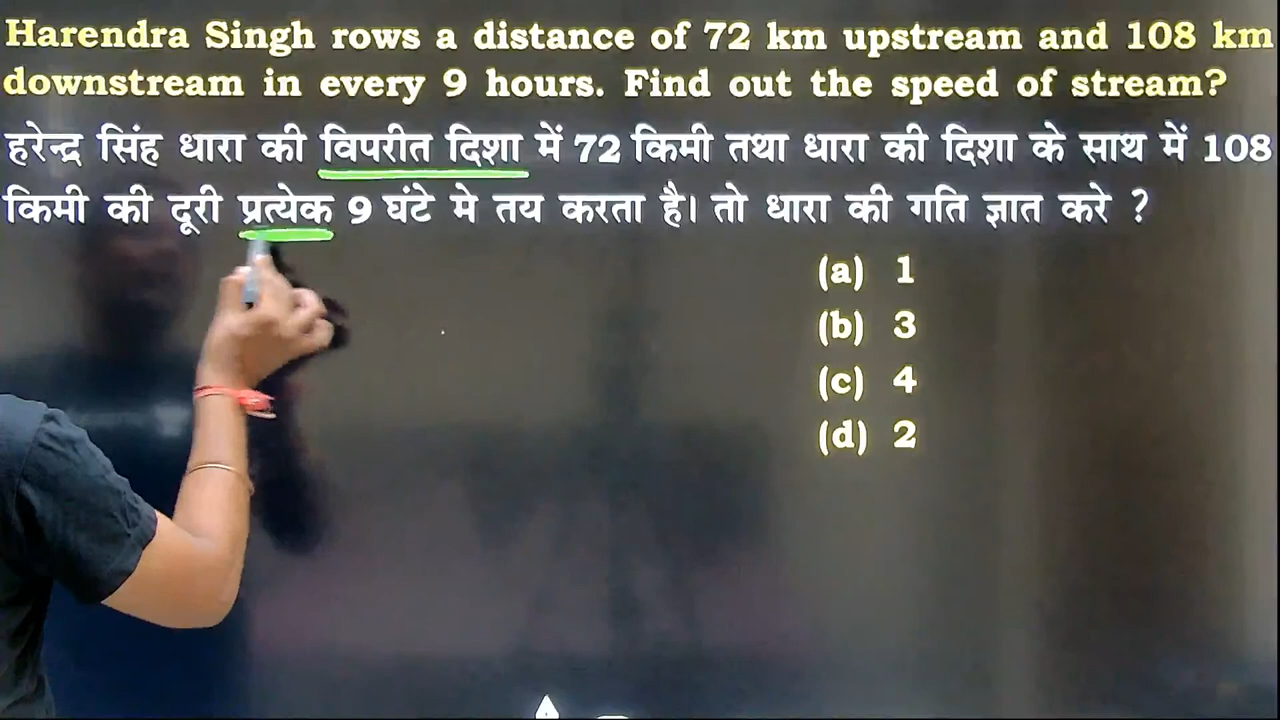 Harendra Singh rows a distance of 72 km upstream and 108 km
downstream in every 9 hours. Find out the speed of stream?
हरेन्द्र सिंह धारा की विपरीत दिशा में 72 किमी तथा धारा की दिशा के साथ में 108
किमी की दूरी प्रत्येक 9 घंटे मे तय करता है। तो धारा की गति ज्ञात करे ?
(a) 1
(b) 3
(c) 4
(d) 2